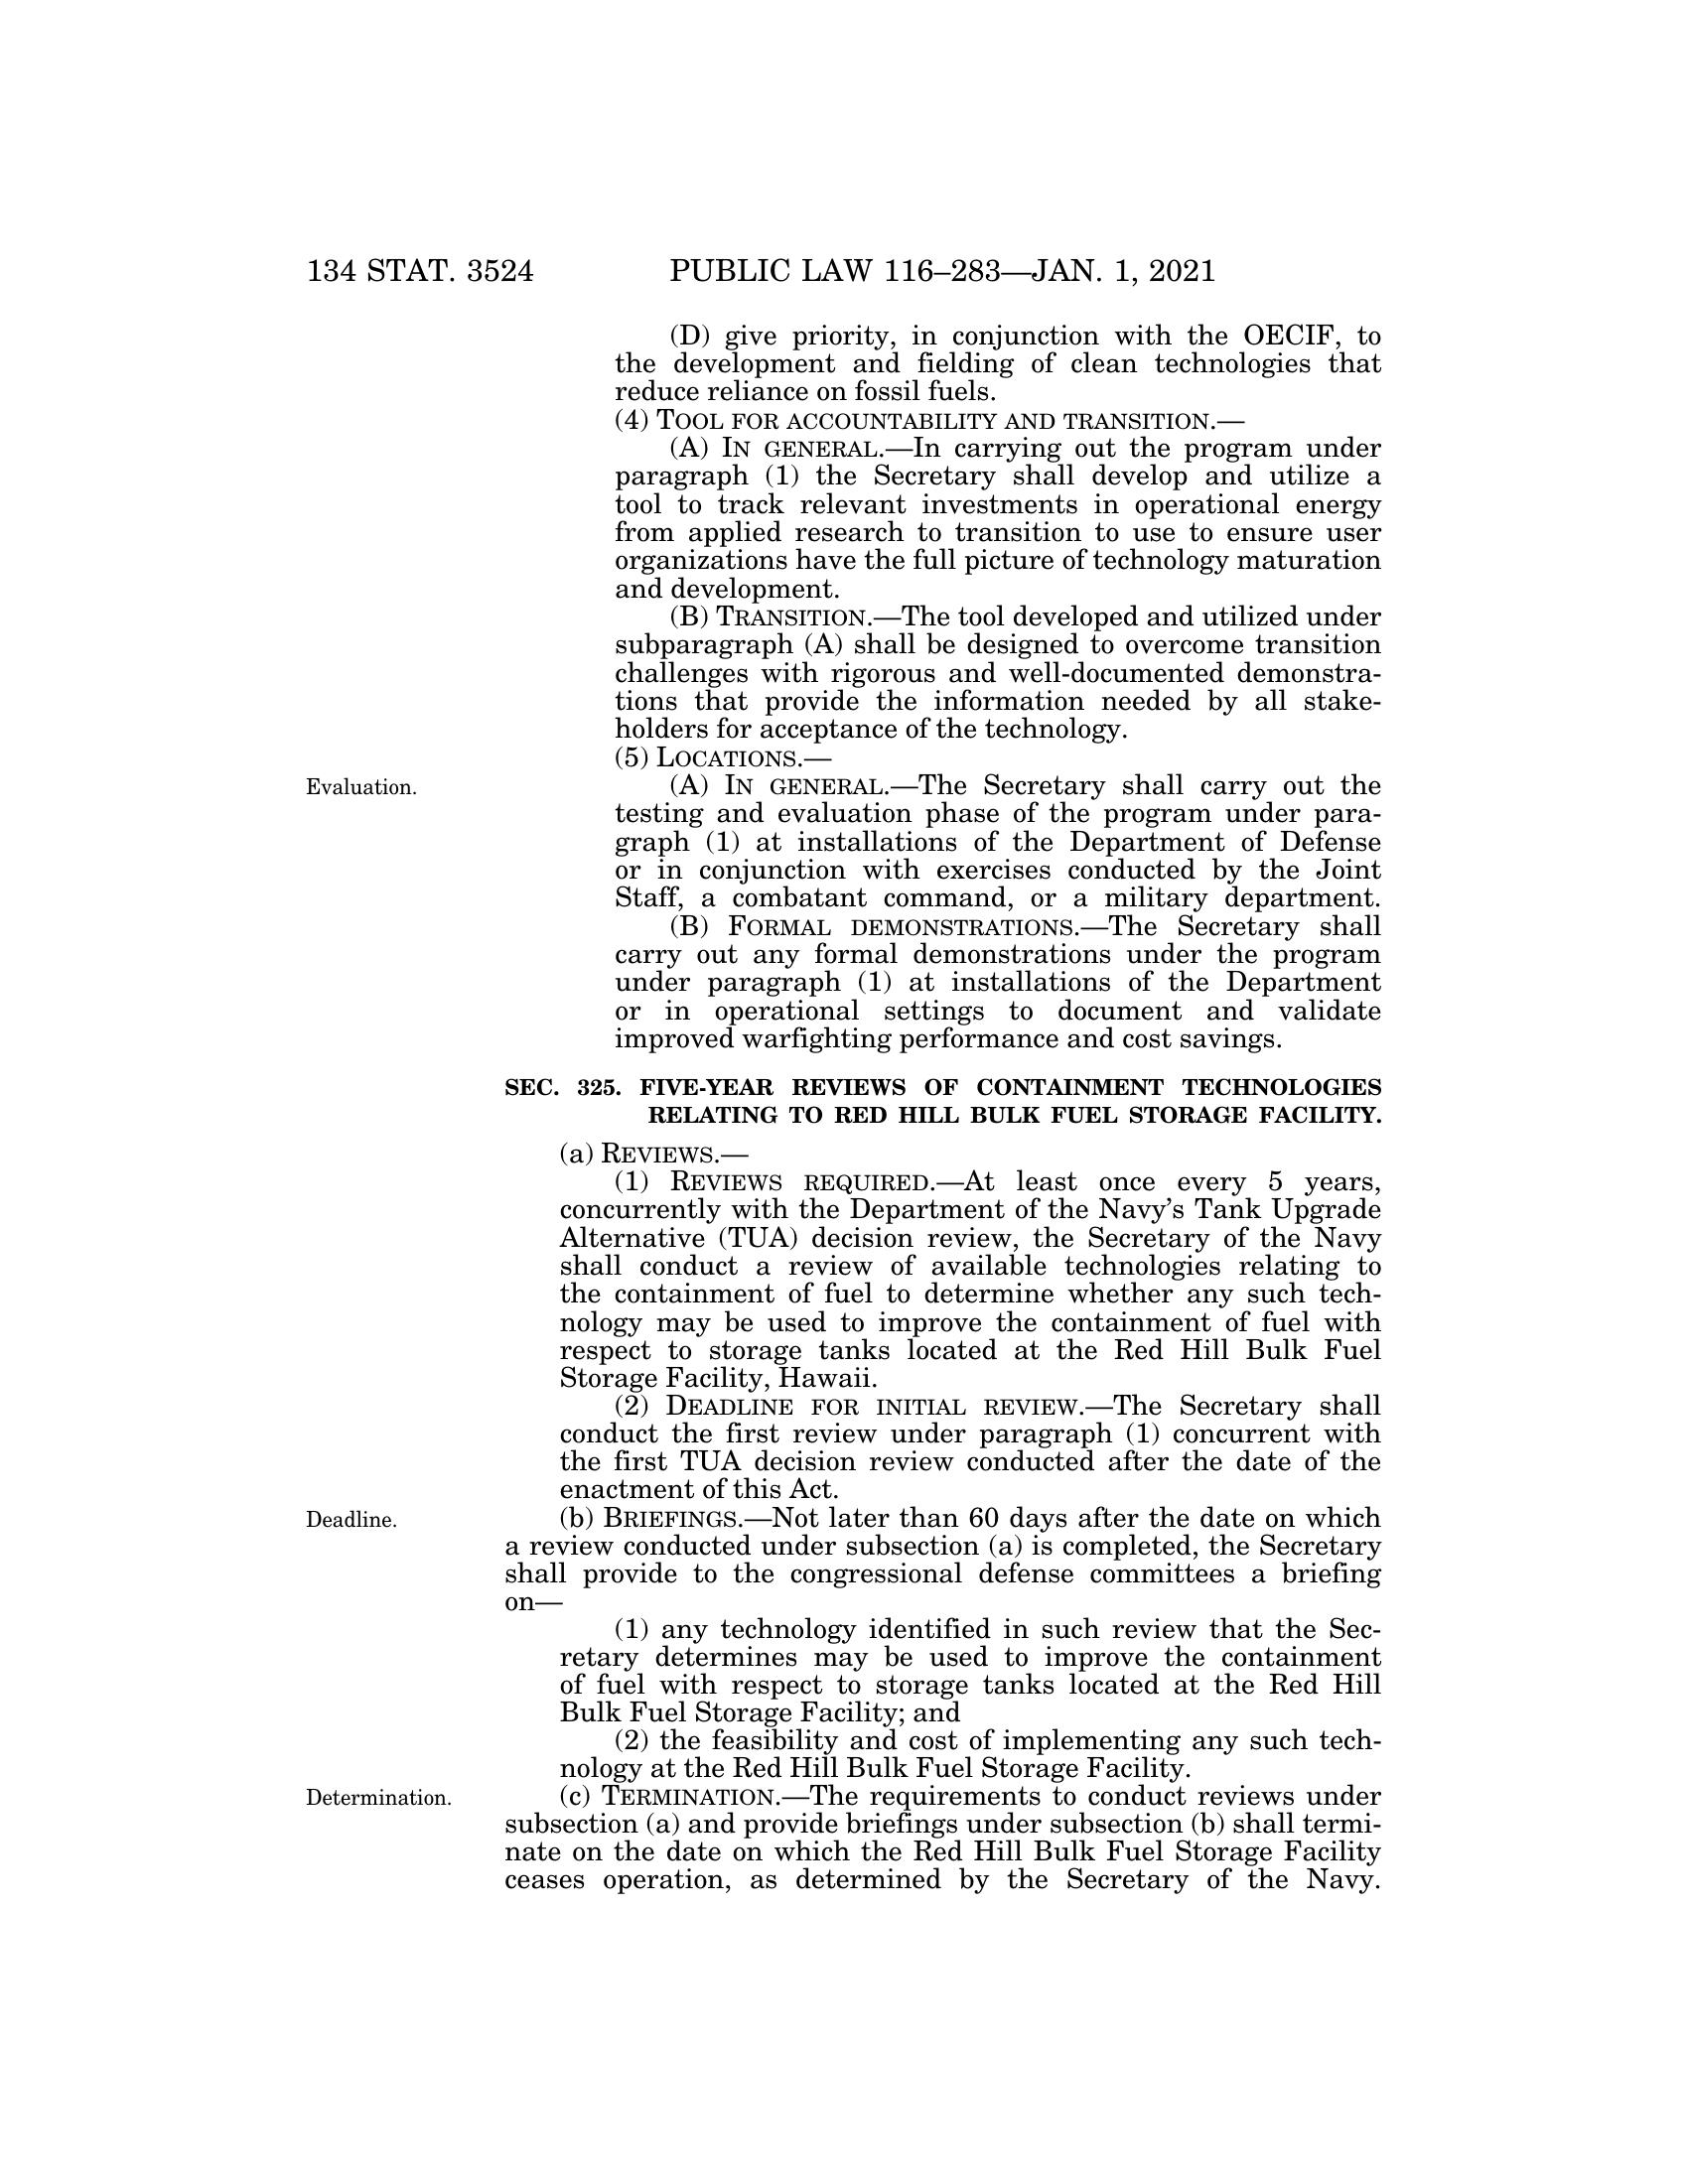 134 STAT. 3524
PUBLIC LAW 116–283—JAN. 1, 2021
(D) give priority, in conjunction with the OECIF, to
the development and fielding of clean technologies that
reduce reliance on fossil fuels.
(4) TOOL FOR ACCOUNTABILITY AND TRANSITION.—
(A) IN GENERAL.—In carrying out the program under
paragraph (1) the Secretary shall develop and utilize a
tool to track relevant investments in operational energy
from applied research to transition to use to ensure user
organizations have the full picture of technology maturation
and development.
(B) TRANSITION.—The tool developed and utilized under
subparagraph (A) shall be designed to overcome transition
challenges with rigorous and well-documented demonstra-
tions that provide the information needed by all stake-
holders for acceptance of the technology.
(5) LOCATIONS.—
Evaluation.
(A) IN GENERAL.—The Secretary shall carry out the
testing and evaluation phase of the program under para-
graph (1) at installations of the Department of Defense
or in conjunction with exercises conducted by the Joint
Staff, a combatant command, or a military department.
(B) FORMAL DEMONSTRATIONS.—The Secretary shall
carry out any formal demonstrations under the program
under paragraph (1) at installations of the Department
or in operational settings to document and validate
improved warfighting performance and cost savings.
SEC. 325. FIVE-YEAR REVIEWS OF CONTAINMENT TECHNOLOGIES
RELATING TO RED HILL BULK FUEL STORAGE FACILITY.
(a) REVIEWS.—
(1) REVIEWS REQUIRED.—At least once every 5 years,
concurrently with the Department of the Navy’s Tank Upgrade
Alternative (TUA) decision review, the Secretary of the Navy
shall conduct a review of available technologies relating to
the containment of fuel to determine whether any such tech-
nology may be used to improve the containment of fuel with
respect to storage tanks located at the Red Hill Bulk Fuel
Storage Facility, Hawaii.
(2) DEADLINE FOR INITIAL REVIEW.—The Secretary shall
conduct the first review under paragraph (1) concurrent with
the first TUA decision review conducted after the date of the
enactment of this Act.
Deadline.
(b) BRIEFINGS.—Not later than 60 days after the date on which
a review conducted under subsection (a) is completed, the Secretary
shall provide to the congressional defense committees a briefing
on—
(1) any technology identified in such review that the Sec-
retary determines may be used to improve the containment
of fuel with respect to storage tanks located at the Red Hill
Bulk Fuel Storage Facility; and
(2) the feasibility and cost of implementing any such tech-
nology at the Red Hill Bulk Fuel Storage Facility.
Determination.
(c) TERMINATION.—The requirements to conduct reviews under
subsection (a) and provide briefings under subsection (b) shall termi-
nate on the date on which the Red Hill Bulk Fuel Storage Facility
ceases operation, as determined by the Secretary of the Navy.